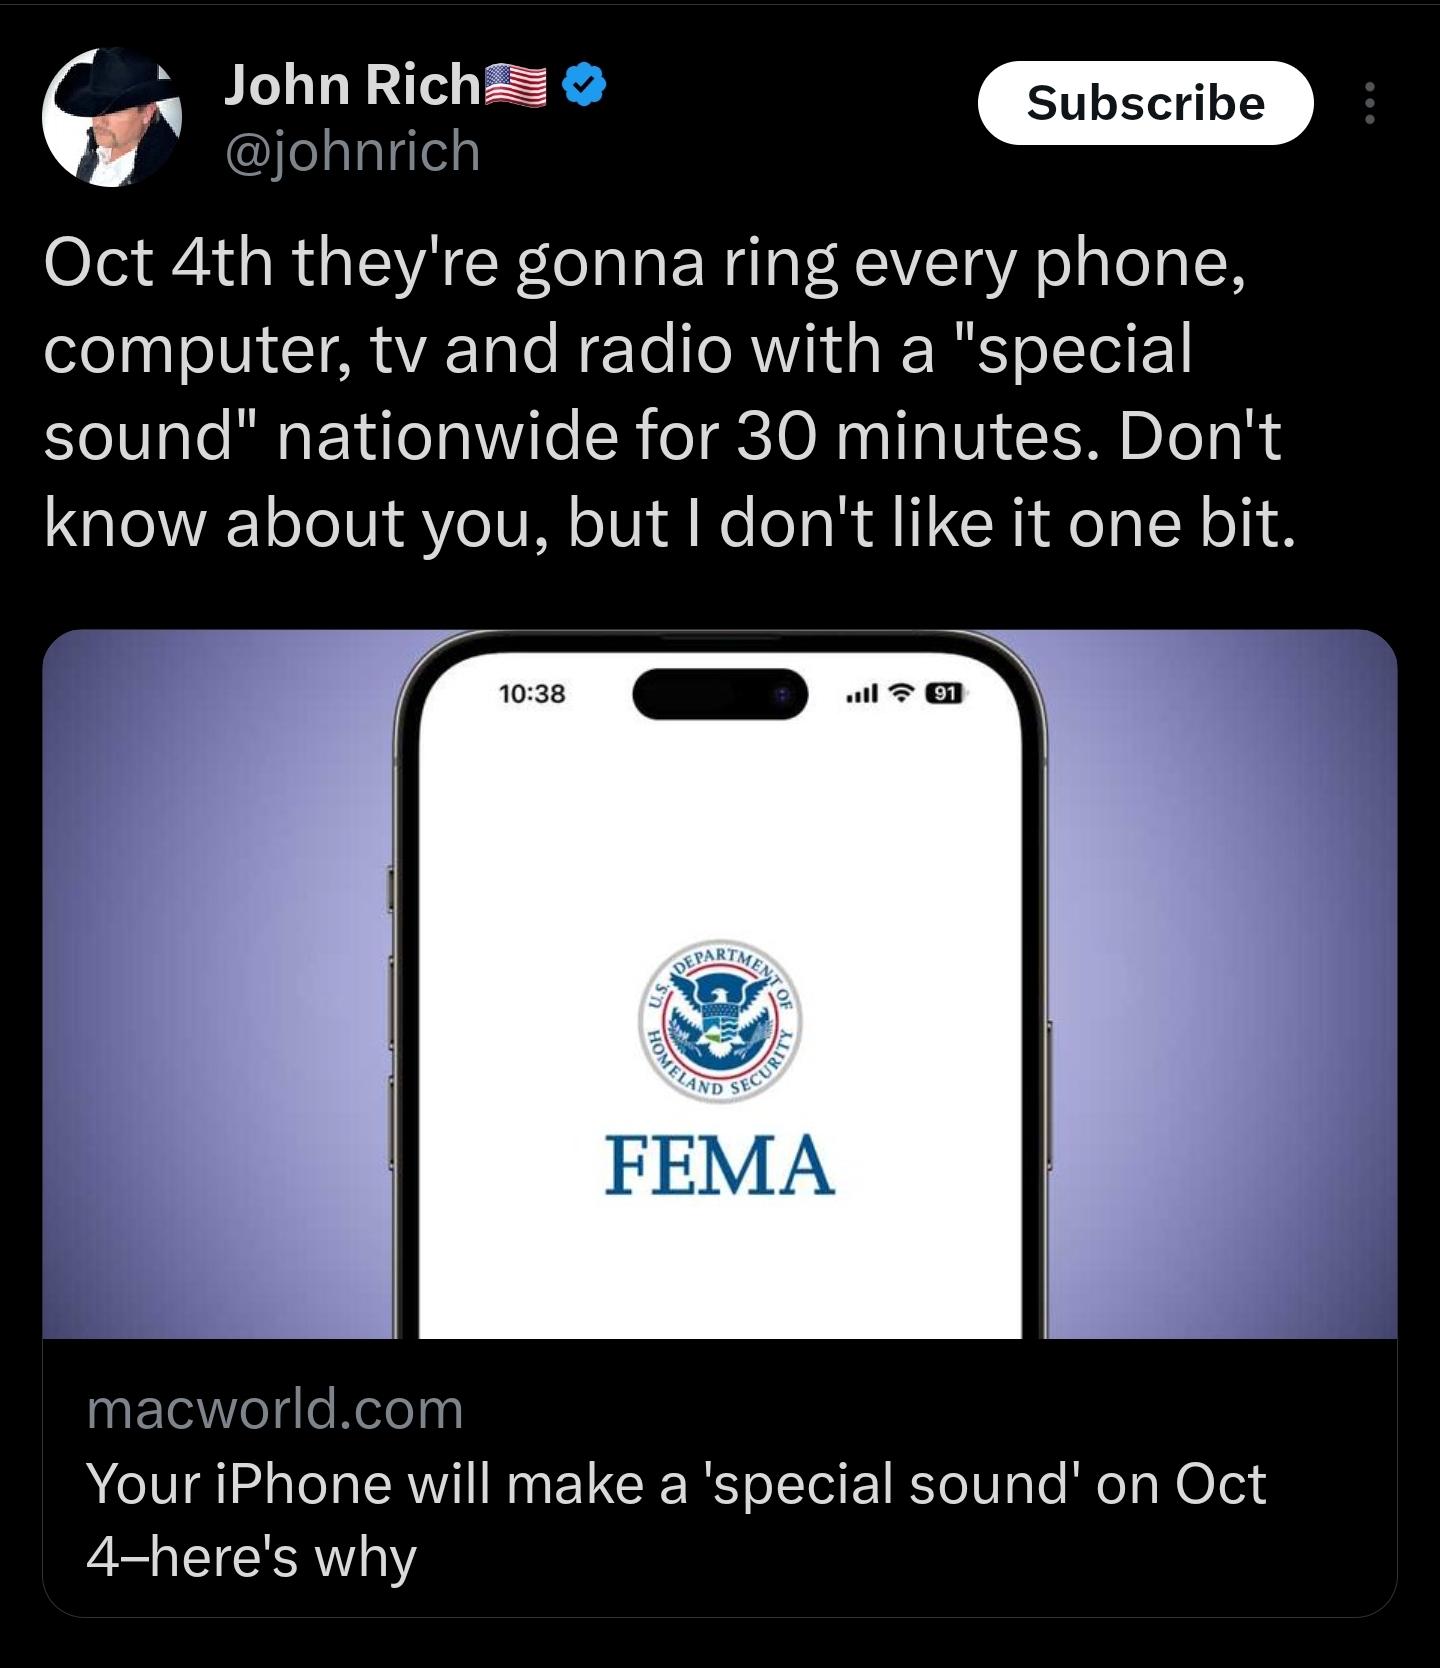 John Rich🇺🇸
@johnrich
Subscribe
Oct 4th they're gonna ring every phone,
computer, tv and radio with a "special
sound" nationwide for 30 minutes. Don't
know about you, but I don't like it one bit.
10:38
91
U.S. DEPARTMENT OF
HOMELAND SECURITY
FEMA
macworld.com
Your iPhone will make a 'special sound' on Oct
4–here's why